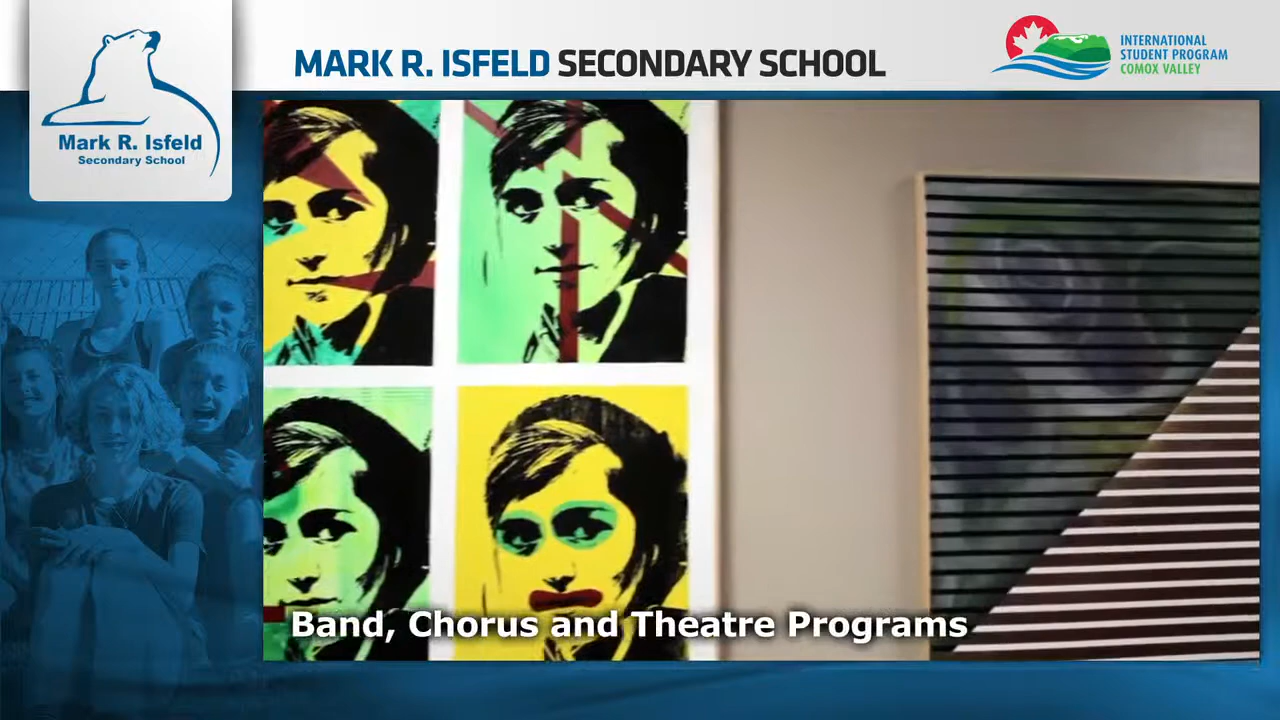 MARK R. ISFELD SECONDARY SCHOOL
INTERNATIONAL
STUDENT PROGRAM
COMOX VALLEY
Mark R. Isfeld
Secondary School
Band, Chorus and Theatre Programs